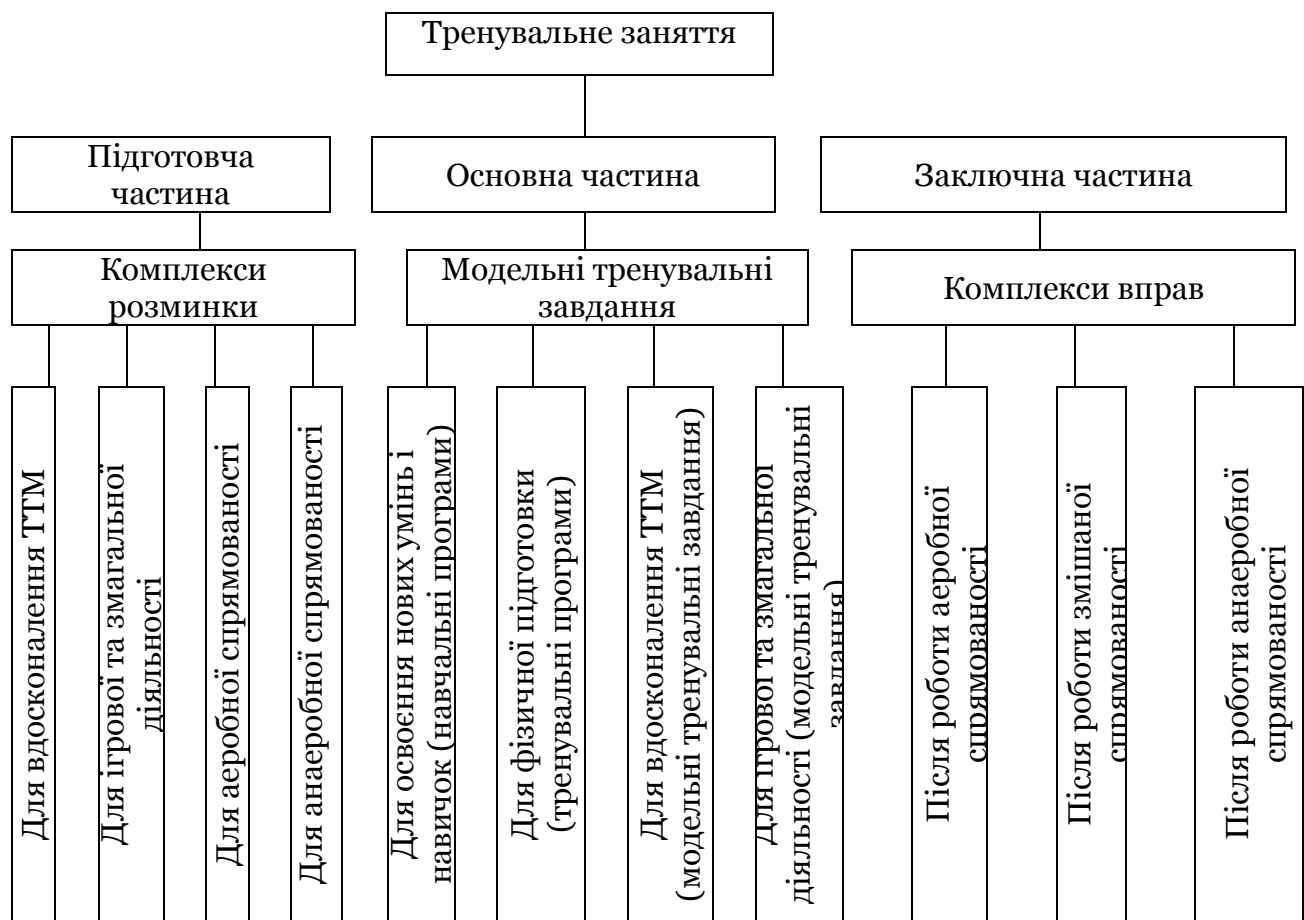 Тренувальне заняття
Підготовча
частина
Основна частина
Заключна частина
Комплекси
розминки
Модельні тренувальні
завдання
Комплекси вправ
Для вдосконалення ТТМ
Для ігрової та змагальної
діяльності
Для аеробної спрямованості
Для анаеробної спрямованості
Для освоєння нових умінь і
навичок (навчальні програми)
Для фізичної підготовки
(тренувальні програми)
Для вдосконалення ТТМ
(модельні тренувальні завдання)
Для ігрової та змагальної
діяльності (модельні тренувальні
завдання)
Після роботи аеробної
спрямованості
Після роботи змішаної
спрямованості
Після роботи анаеробної
спрямованості